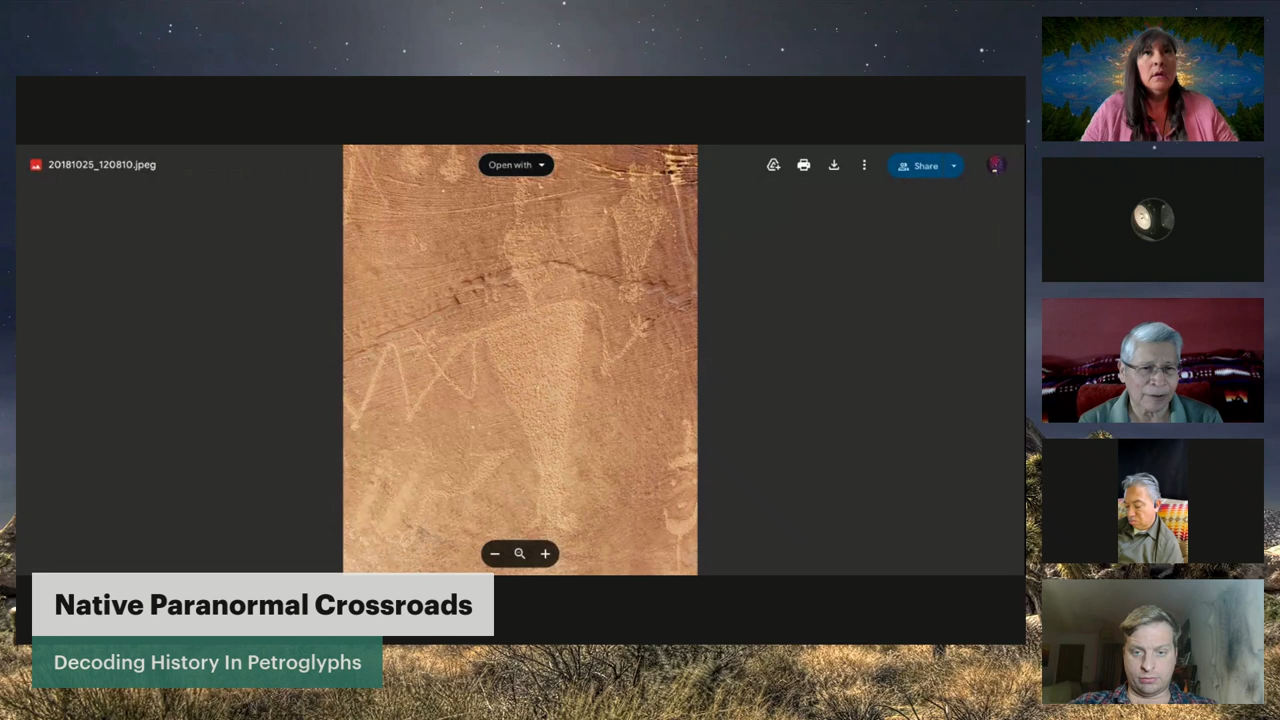 20181025_120810.jpeg
Open with
Share
Native Paranormal Crossroads
Decoding History In Petroglyphs